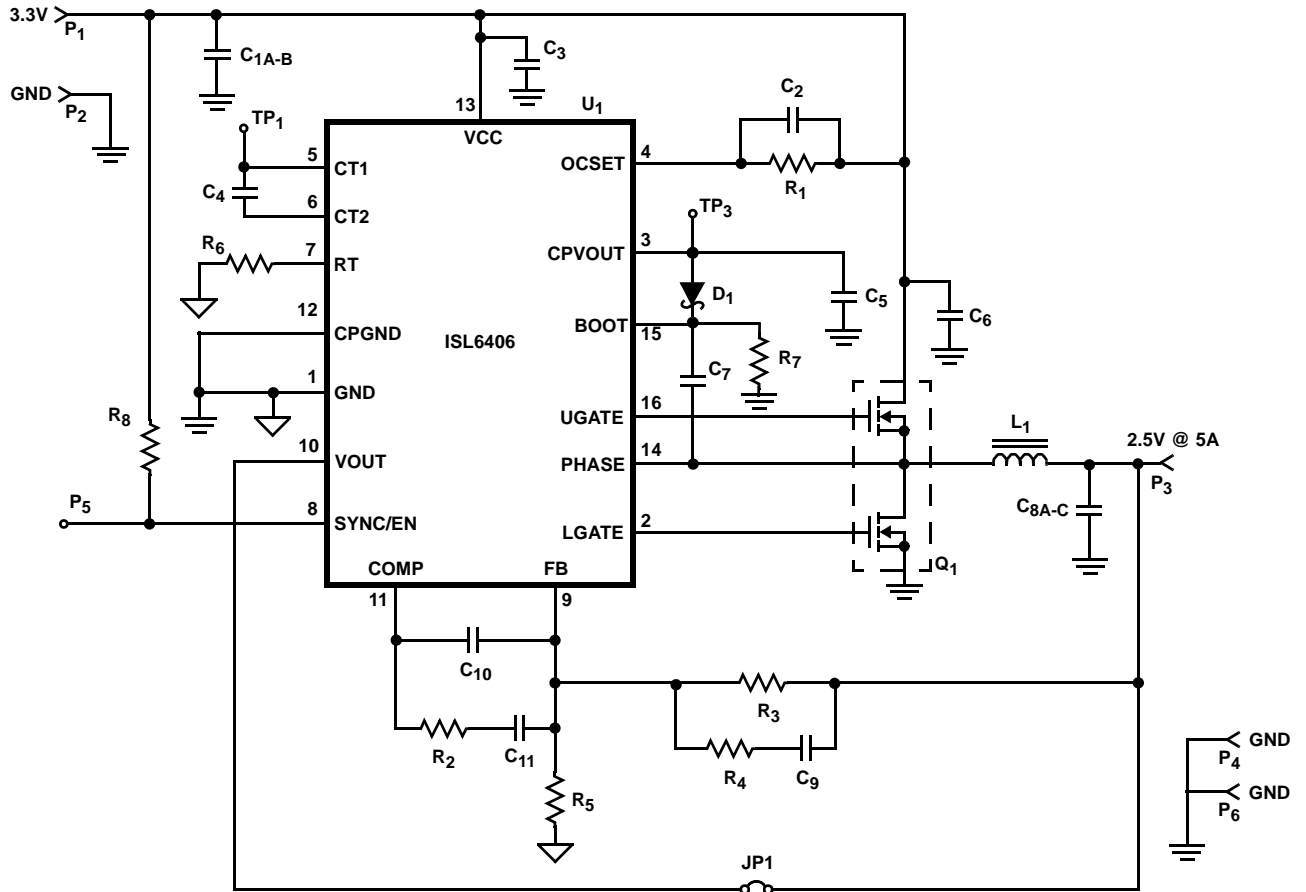 3.3V
P1
C1A-B
C3
GND
P2
13
U1
C2
TP1
VCC
5
CT1
OCSET
4
R1
C4
6
CT2
TP3
R6
7
RT
CPVOUT
3
D1
C5
12
CPGND
ISL6406
BOOT
15
C7
R7
C6
1
GND
R8
UGATE
16
L1
2.5V @ 5A
10
VOUT
PHASE
14
P3
P5
C8A-C
8
SYNC/EN
LGATE
2
COMP
FB
Q1
11
9
C10
R3
R2
C11
R4
C9
GND
P4
R5
GND
P6
JP1